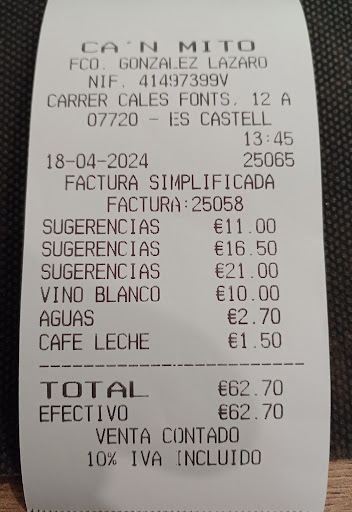 CA'N MITO
FCO. GONZALEZ LAZARO
NIF. 41497399V
CARRER CALES FONTS, 12 A
07720 - ES CASTELL
13:45
18-04-2024 25065
FACTURA SIMPLIFICADA
FACTURA:25058
SUGERENCIAS €11.00
SUGERENCIAS €16.50
SUGERENCIAS €21.00
VINO BLANCO €10.00
AGUAS €2.70
CAFE LECHE €1.50
TOTAL €62.70
EFECTIVO €62.70
VENTA CONTADO
10% IVA INCLUIDO